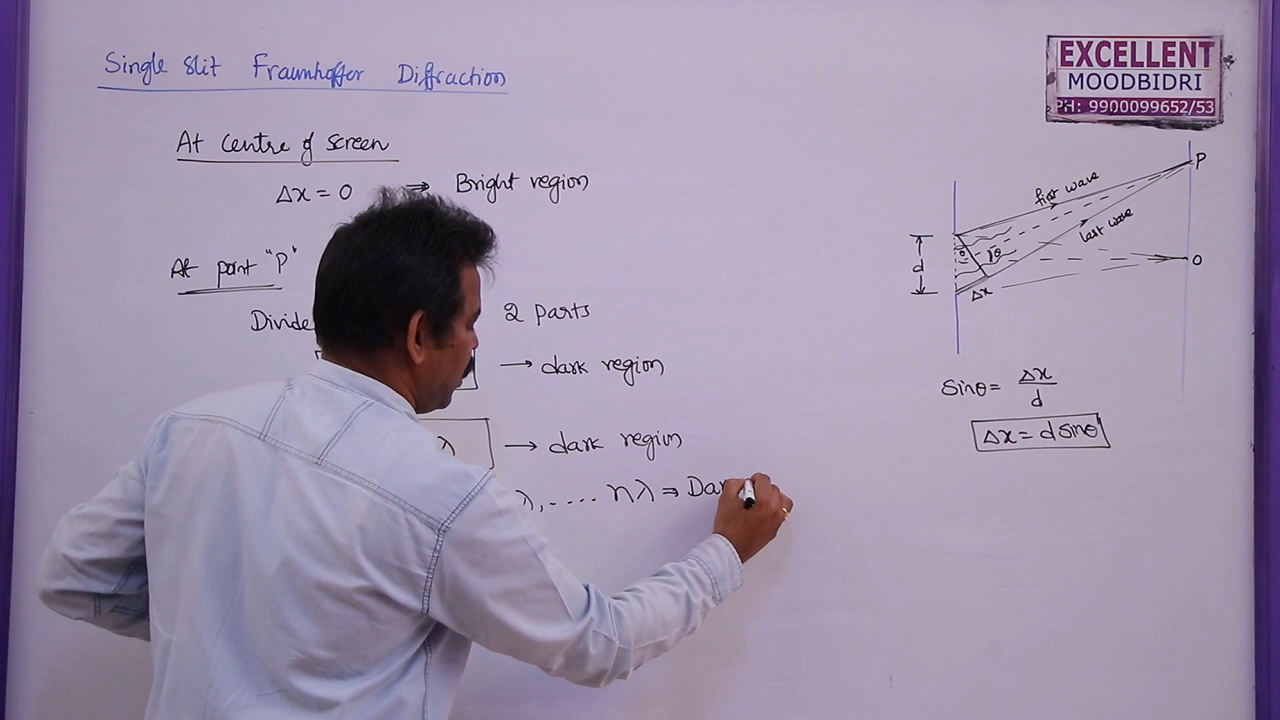 Single slit Fraunhoffer Diffraction
At Centre of screen
Δx = 0 ⇒ Bright region
At point "P"
Divide 2 Parts
→ dark region
→ dark region
λ, .... nλ ⇒ Dar
EXCELLENT
MOODBIDRI
PH: 9900099652/53
P
first wave
last wave
d
θ
θ
O
Δx
Sinθ = Δx/d
Δx = d sinθ